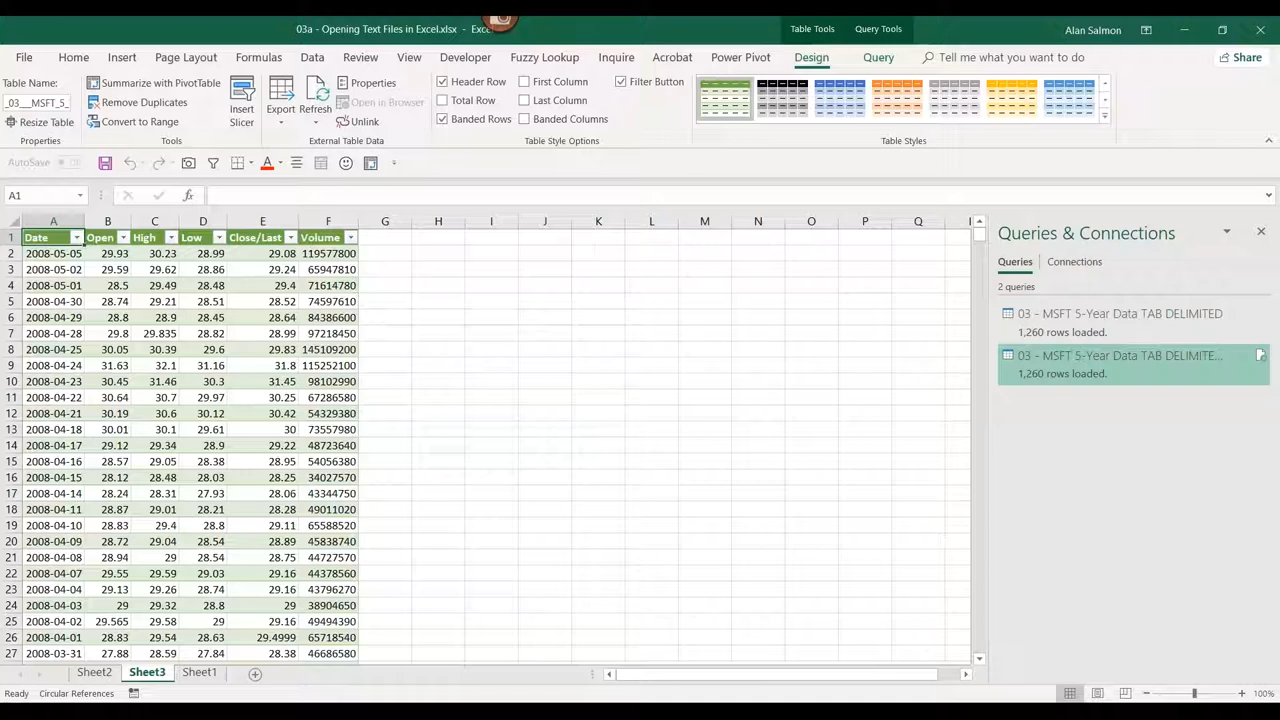 03a - Opening Text Files in Excel.xlsx - Exce
Table Tools
Query Tools
Alan Salmon
File
Home
Insert
Page Layout
Formulas
Data
Review
View
Developer
Fuzzy Lookup
Inquire
Acrobat
Power Pivot
Design
Query
Tell me what you want to do
Share
Table Name:
_03___MSFT_5_
Resize Table
Properties
Summarize with PivotTable
Remove Duplicates
Convert to Range
Tools
Insert
Slicer
Export
Refresh
Properties
Open in Browser
Unlink
External Table Data
Header Row
Total Row
Banded Rows
First Column
Last Column
Banded Columns
Filter Button
Table Style Options
Table Styles
AutoSave
A1
fx
A B C D E F G H I J K L M N O P Q
1 Date Open High Low Close/Last Volume
2 2008-05-05 29.93 30.23 28.99 29.08 119577800
3 2008-05-02 29.59 29.62 28.86 29.24 65947810
4 2008-05-01 28.5 29.49 28.48 29.4 71614780
5 2008-04-30 28.74 29.21 28.51 28.52 74597610
6 2008-04-29 28.8 28.9 28.45 28.64 84386600
7 2008-04-28 29.8 29.835 28.82 28.99 97218450
8 2008-04-25 30.05 30.39 29.6 29.83 145109200
9 2008-04-24 31.63 32.1 31.16 31.8 115252100
10 2008-04-23 30.45 31.46 30.3 31.45 98102990
11 2008-04-22 30.64 30.7 29.97 30.25 67286580
12 2008-04-21 30.19 30.6 30.12 30.42 54329380
13 2008-04-18 30.01 30.1 29.61 30 73557980
14 2008-04-17 29.12 29.34 28.9 29.22 48723640
15 2008-04-16 28.57 29.05 28.38 28.95 54056380
16 2008-04-15 28.12 28.48 28.03 28.25 34027570
17 2008-04-14 28.24 28.31 27.93 28.06 43344750
18 2008-04-11 28.87 29.01 28.21 28.28 49011020
19 2008-04-10 28.83 29.4 28.8 29.11 65588520
20 2008-04-09 28.72 29.04 28.54 28.89 45838740
21 2008-04-08 28.94 29 28.54 28.75 44727570
22 2008-04-07 29.55 29.59 29.03 29.16 44378560
23 2008-04-04 29.13 29.26 28.74 29.16 43796270
24 2008-04-03 29 29.32 28.8 29 38904650
25 2008-04-02 29.565 29.58 29 29.16 49494390
26 2008-04-01 28.83 29.54 28.63 29.4999 65718540
27 2008-03-31 27.88 28.59 27.84 28.38 46686580
Queries & Connections
Queries
Connections
2 queries
03 - MSFT 5-Year Data TAB DELIMITED
1,260 rows loaded.
03 - MSFT 5-Year Data TAB DELIMITE...
1,260 rows loaded.
Sheet2
Sheet3
Sheet1
Ready
Circular References
100%